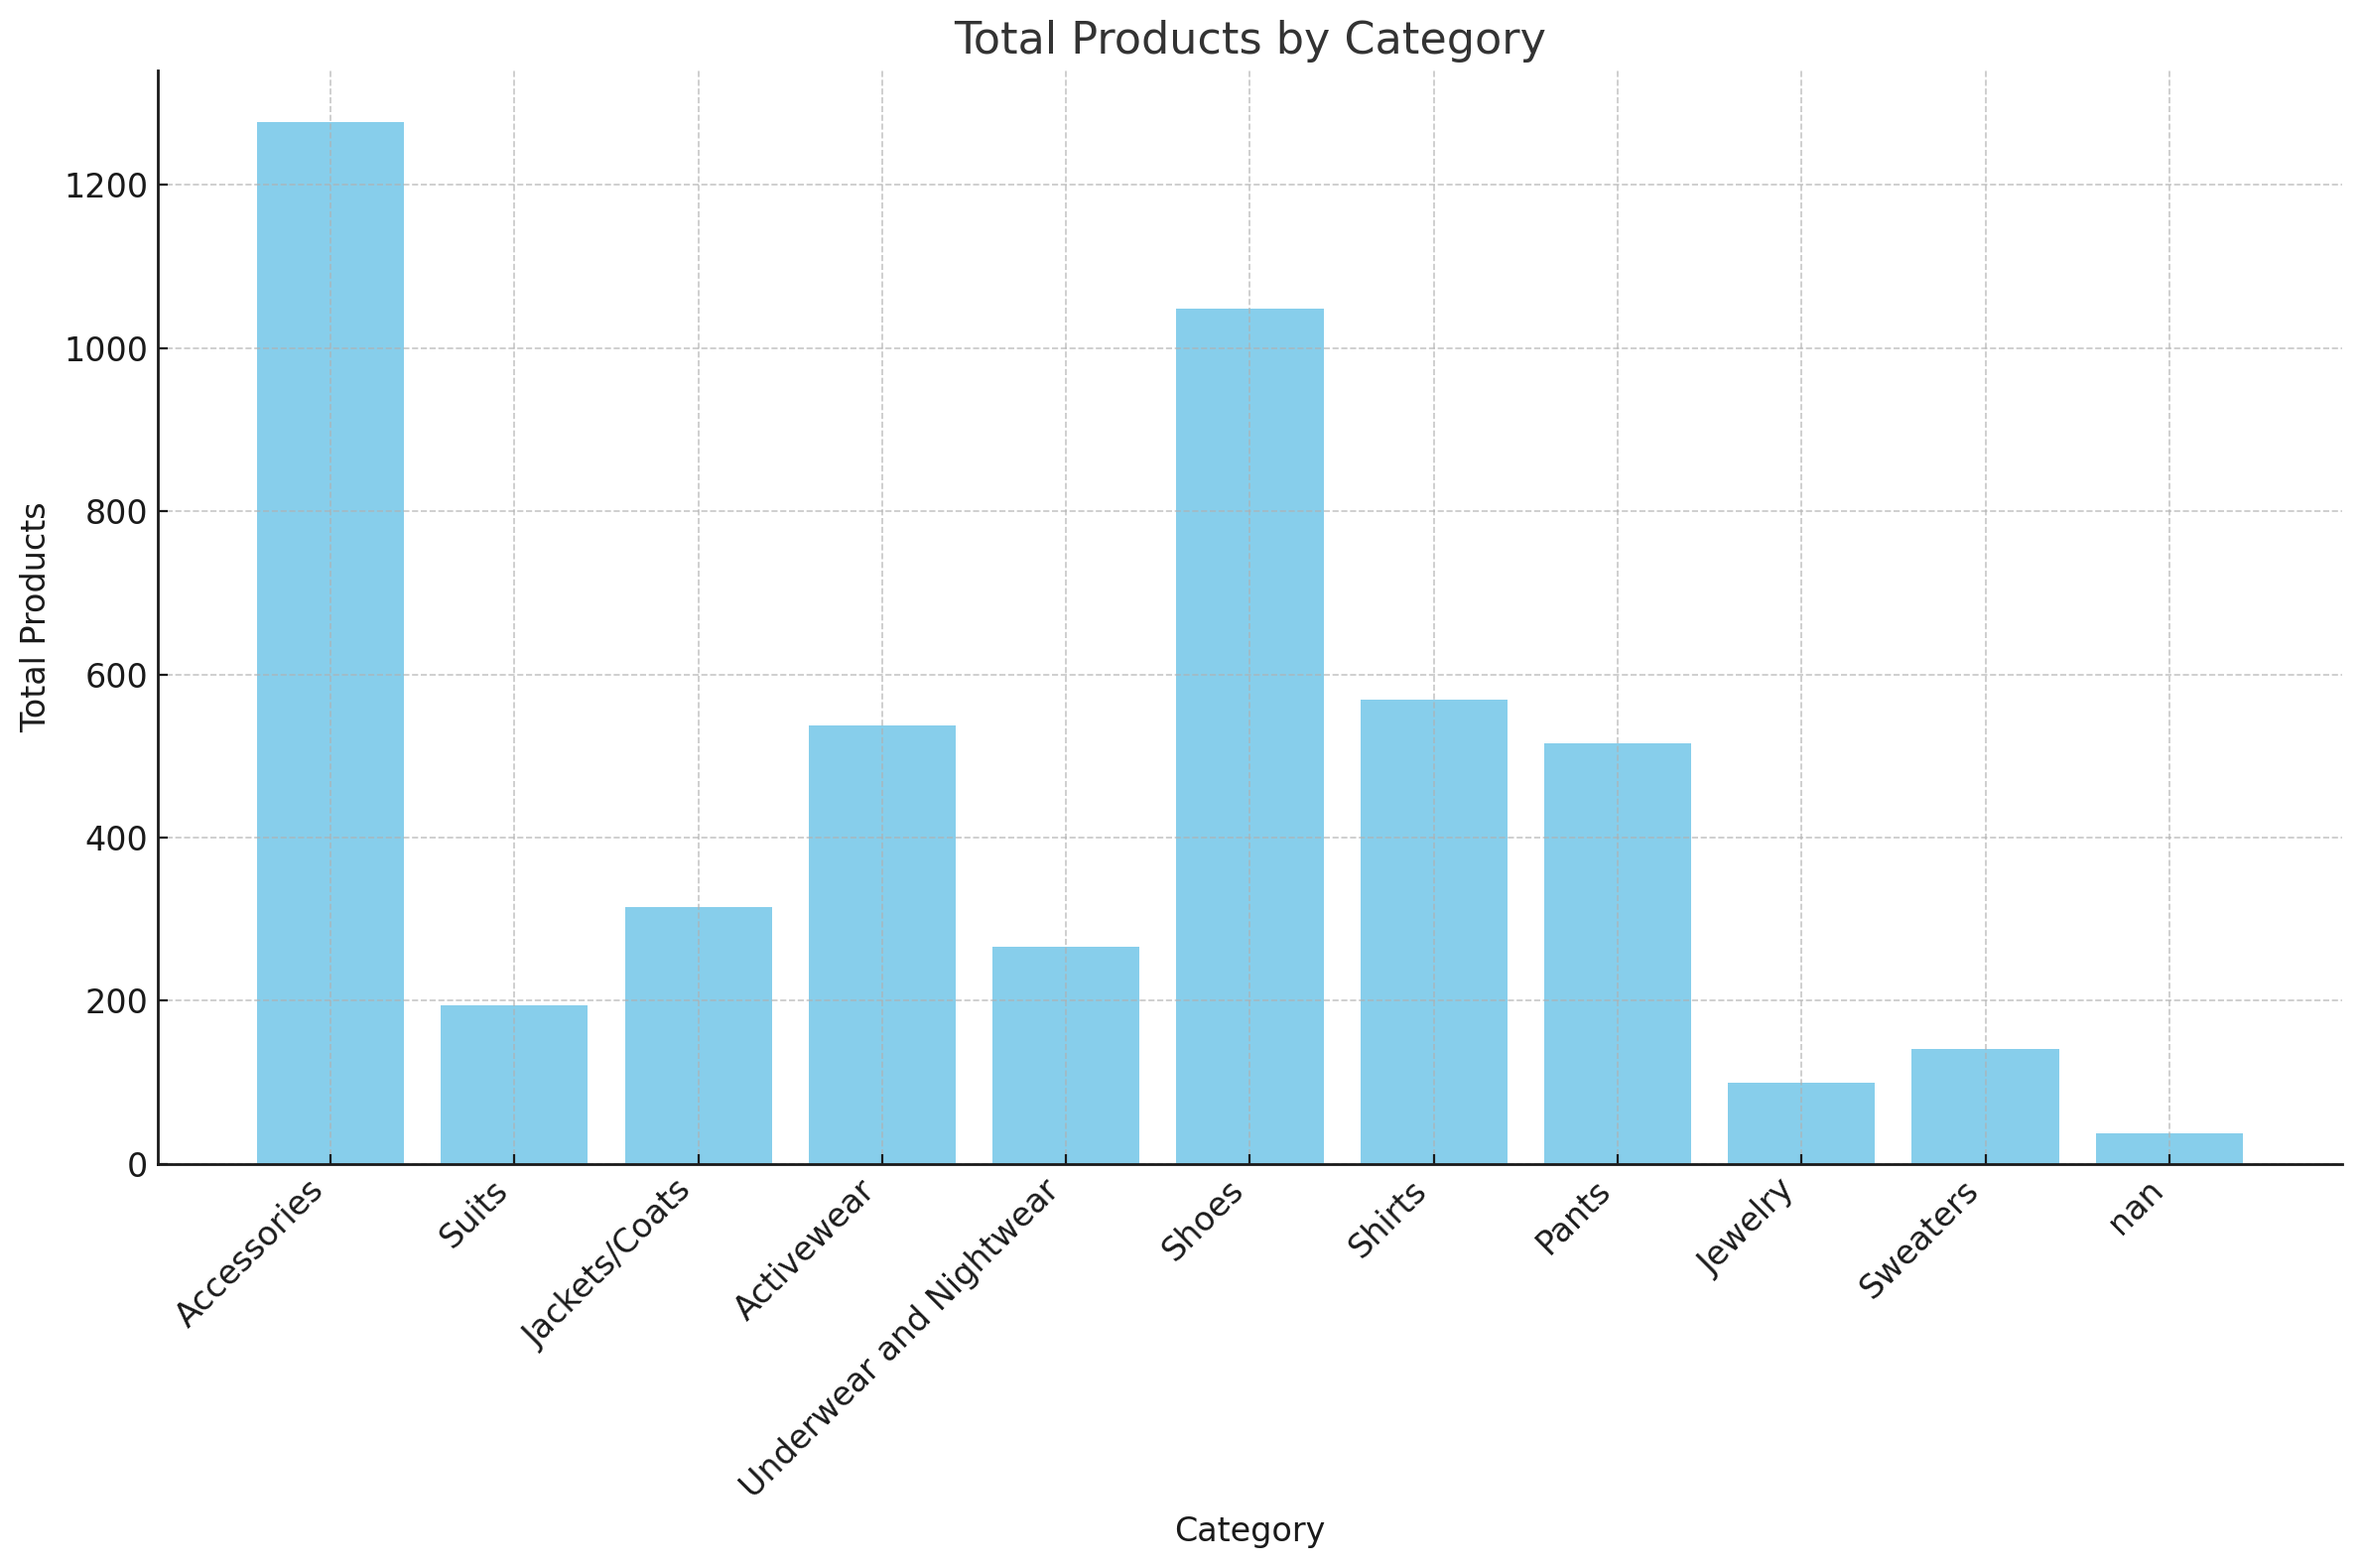 Total Products by Category
Total Products
1200
1000
800
600
400
200
0
Accessories
Suits
Jackets/Coats
Activewear
Underwear and Nightwear
Shoes
Shirts
Pants
Jewelry
Sweaters
nan
Category